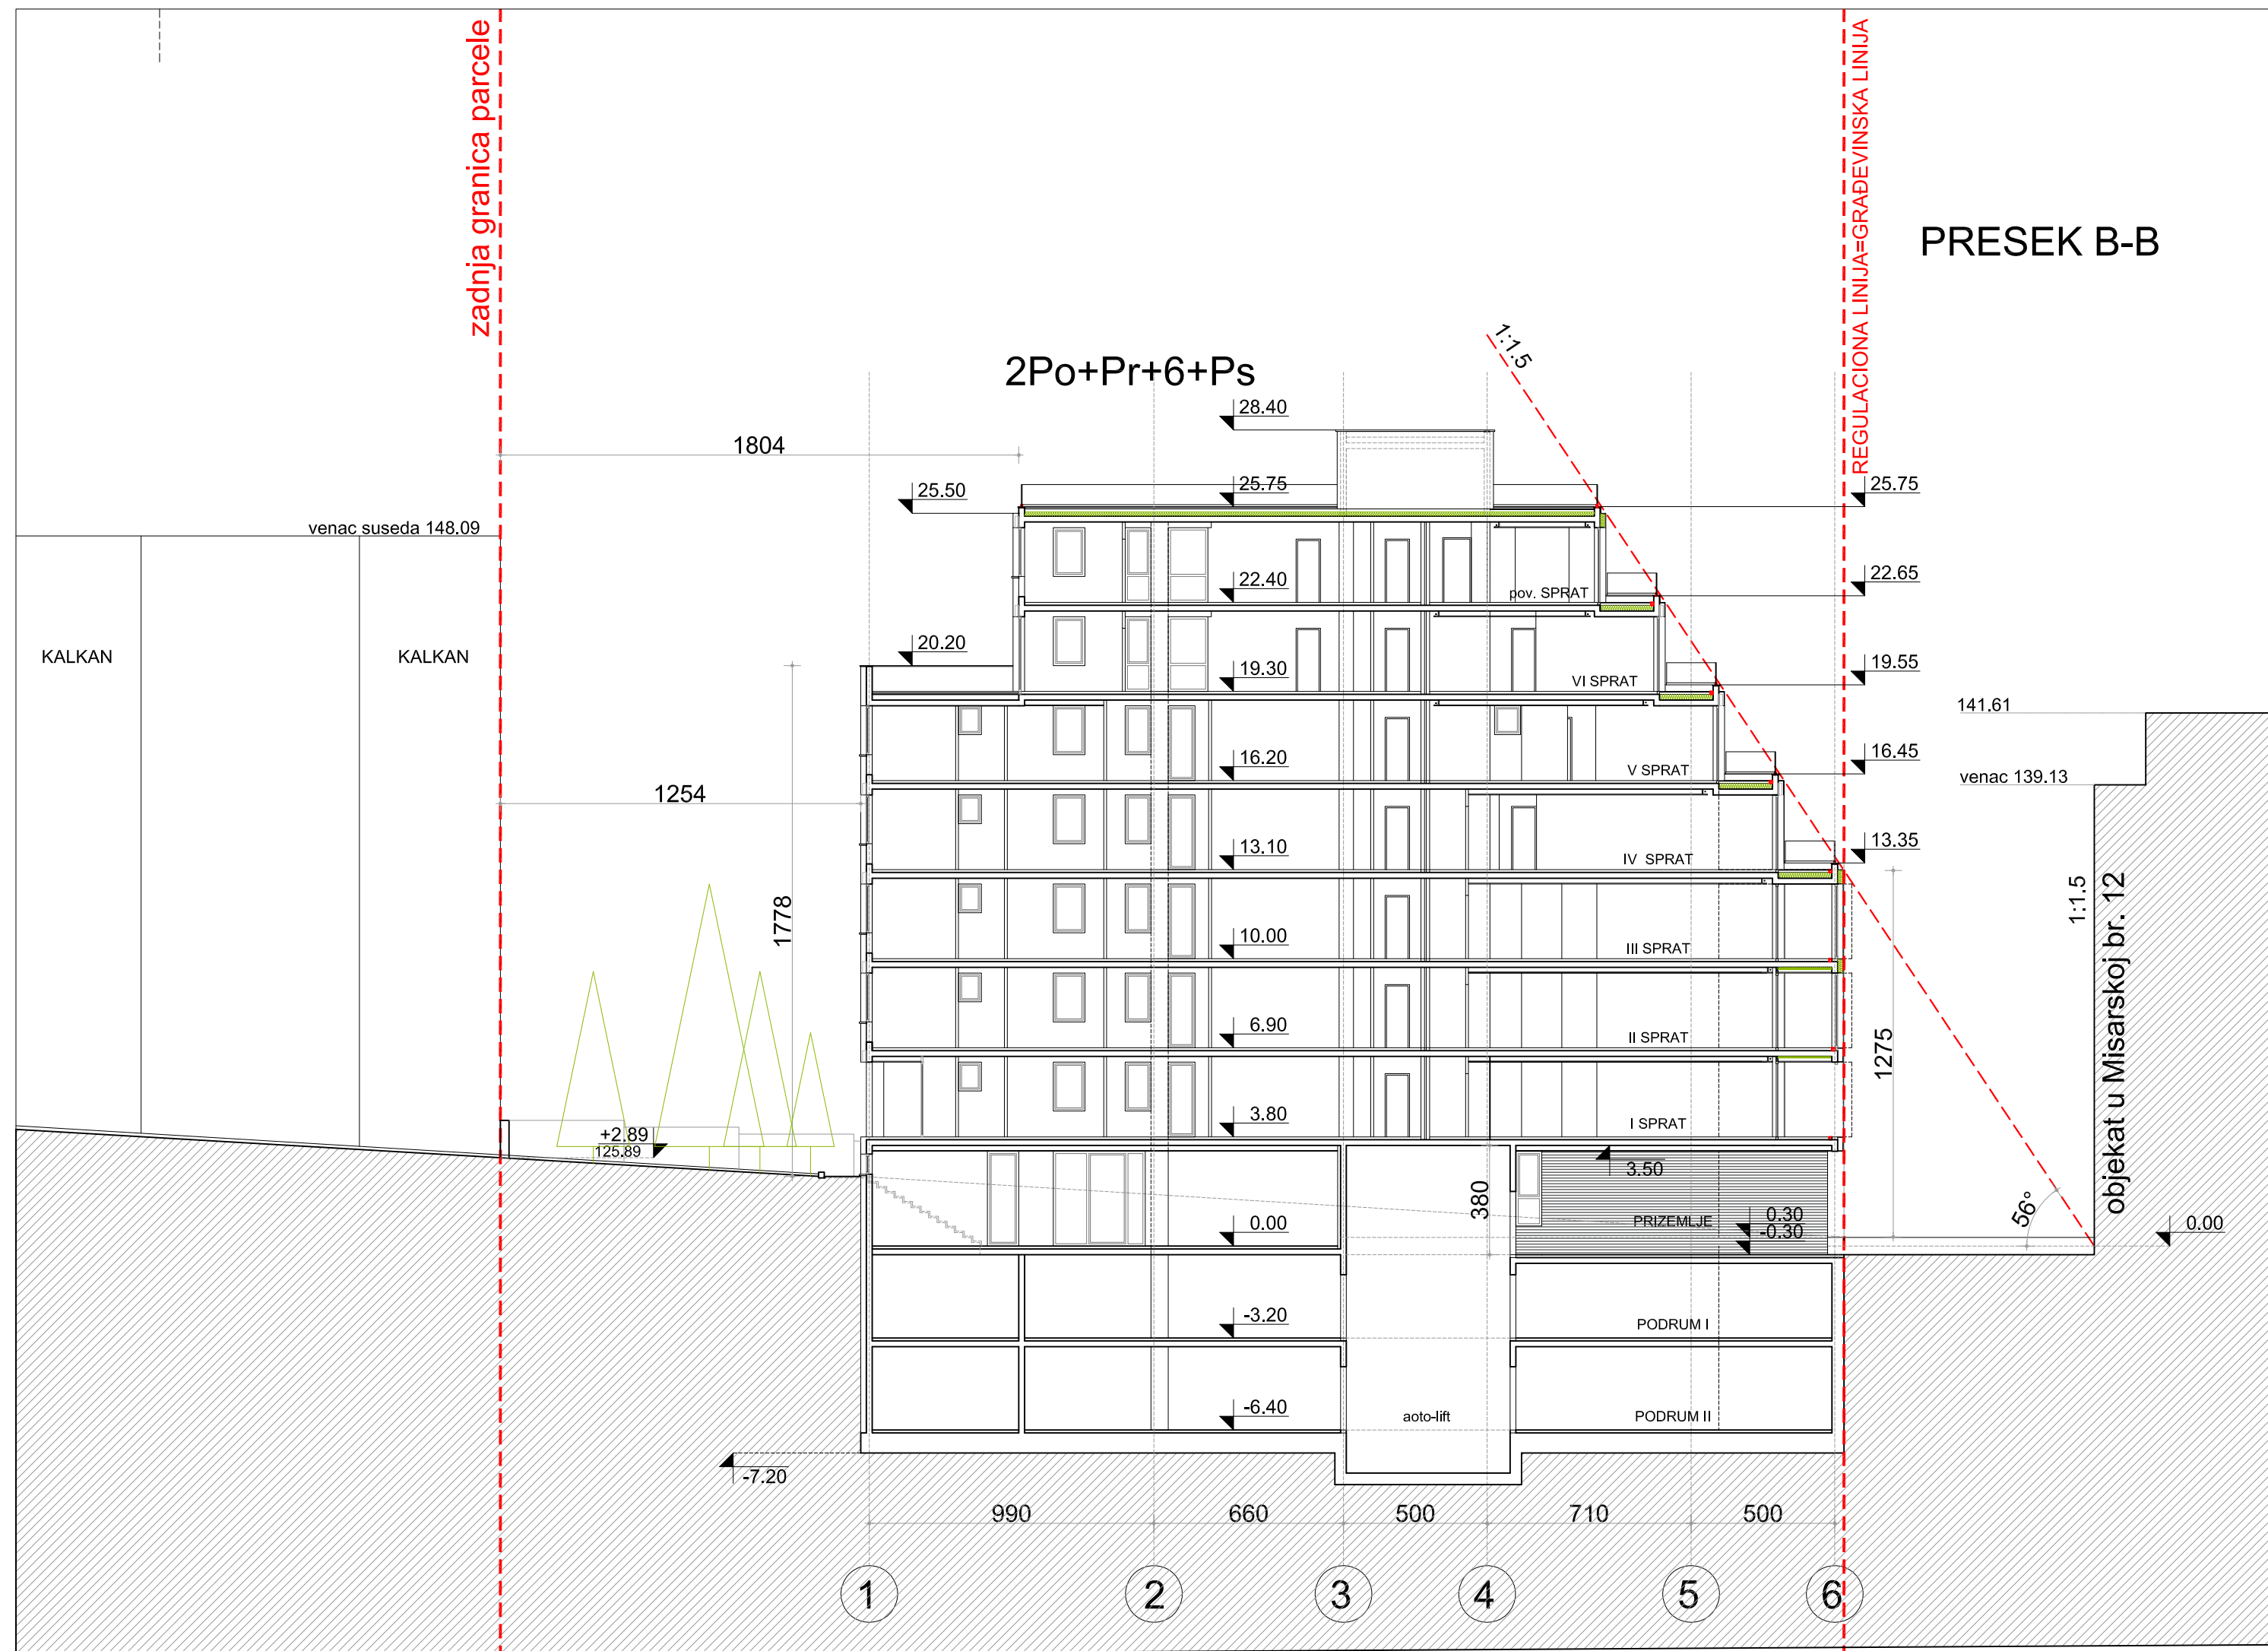 zadnja granica parcele
REGULACIONA LINIJA=GRAĐEVINSKA LINIJA
PRESEK B-B
1:1.5
2Po+Pr+6+Ps
28.40
1804
25.50
25.75
25.75
venac suseda 148.09
22.40
pov. SPRAT
22.65
KALKAN
KALKAN
20.20
19.30
VI SPRAT
19.55
141.61
16.20
V SPRAT
16.45
venac 139.13
1254
13.10
IV SPRAT
13.35
1778
1:1.5
objekat u Misarskoj br. 12
10.00
III SPRAT
6.90
II SPRAT
1275
3.80
I SPRAT
+2.89
125.89
3.50
380
56°
0.00
PRIZEMLJE
0.30
-0.30
0.00
-3.20
PODRUM I
-6.40
aoto-lift
PODRUM II
-7.20
990
660
500
710
500
1
2
3
4
5
6